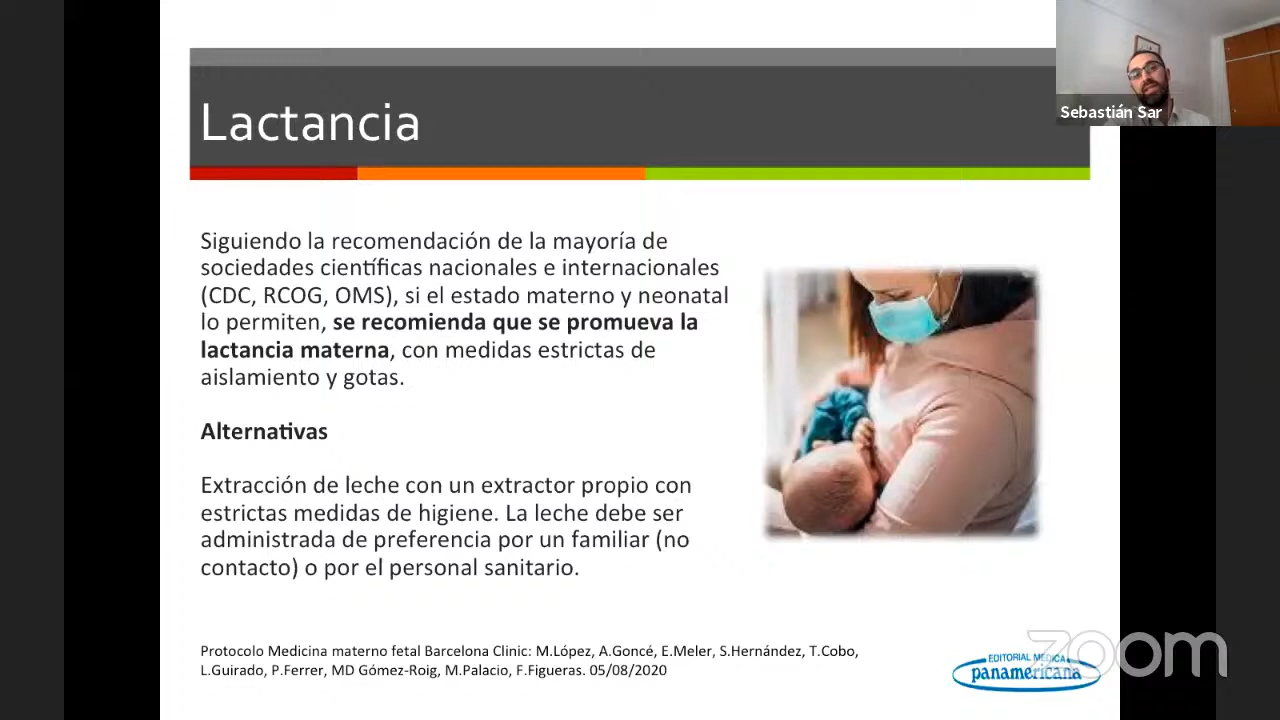 Sebastián Sar
Lactancia
Siguiendo la recomendación de la mayoría de
sociedades científicas nacionales e internacionales
(CDC, RCOG, OMS), si el estado materno y neonatal
lo permiten, se recomienda que se promueva la
lactancia materna, con medidas estrictas de
aislamiento y gotas.
Alternativas
Extracción de leche con un extractor propio con
estrictas medidas de higiene. La leche debe ser
administrada de preferencia por un familiar (no
contacto) o por el personal sanitario.
Protocolo Medicina materno fetal Barcelona Clinic: M.López, A.Goncé, E.Meler, S.Hernández, T.Cobo,
L.Guirado, P.Ferrer, MD.Gómez-Roig, M.Palacio, F.Figueras. 05/08/2020
EDITORIAL MEDICA
panamericana
zoom